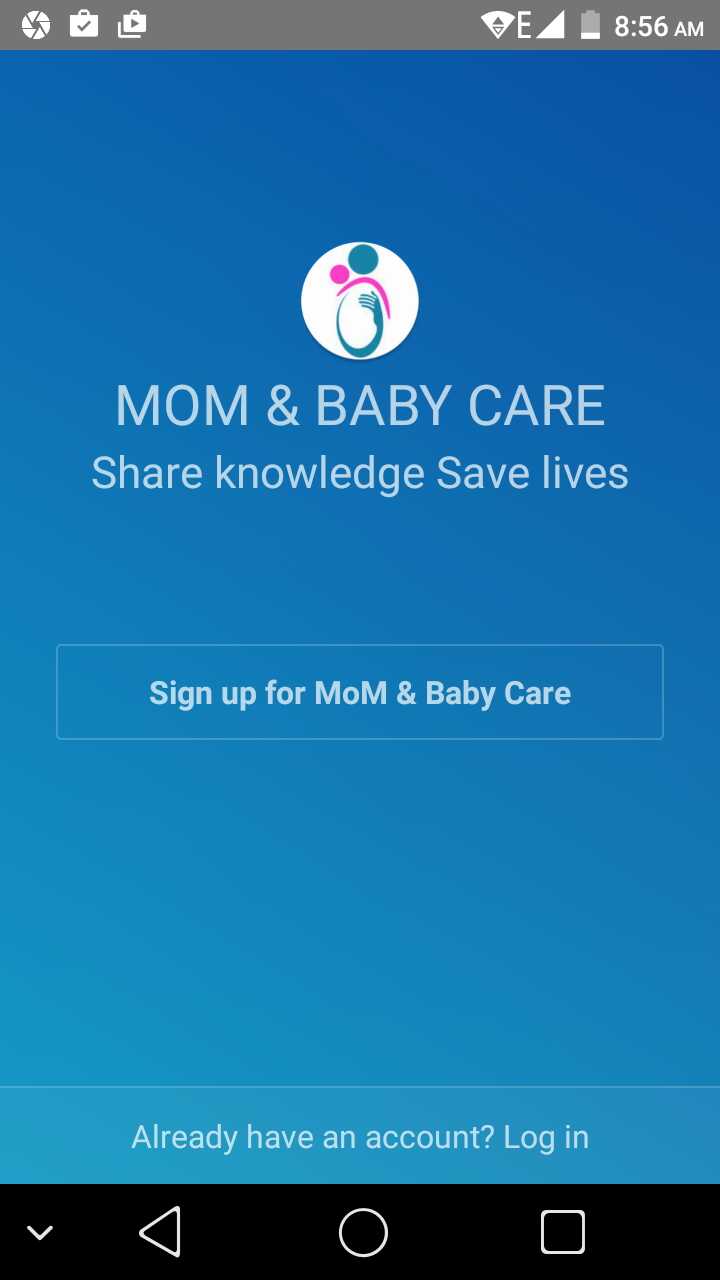 E 8:56 AM
MOM & BABY CARE
Share knowledge Save lives
Sign up for MoM & Baby Care
Already have an account? Log in